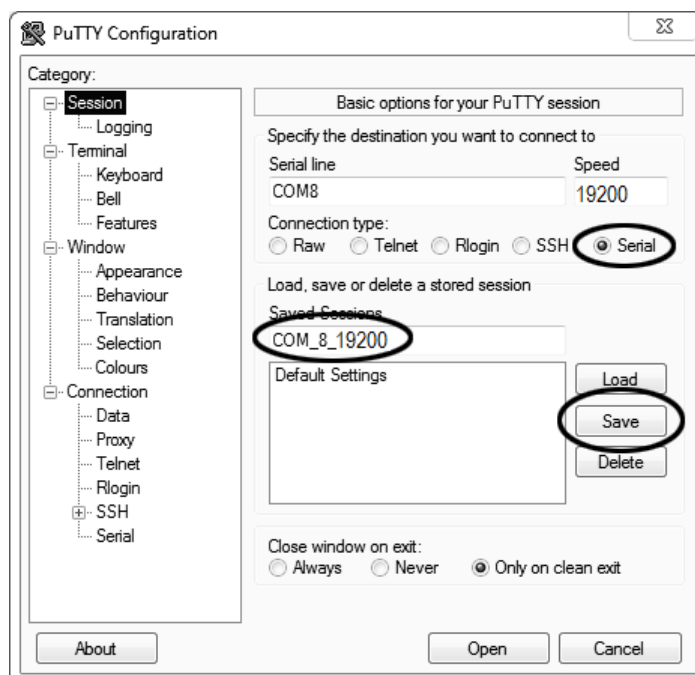 PuTTY Configuration
Category:
Session
Logging
Terminal
Keyboard
Bell
Features
Window
Appearance
Behaviour
Translation
Selection
Colours
Connection
Data
Proxy
Telnet
Rlogin
SSH
Serial
Basic options for your PuTTY session
Specify the destination you want to connect to
Serial line Speed
COM8 19200
Connection type:
Raw Telnet Rlogin SSH Serial
Load, save or delete a stored session
Saved Sessions
COM_8_19200
Default Settings
Load
Save
Delete
Close window on exit:
Always Never Only on clean exit
About Open Cancel